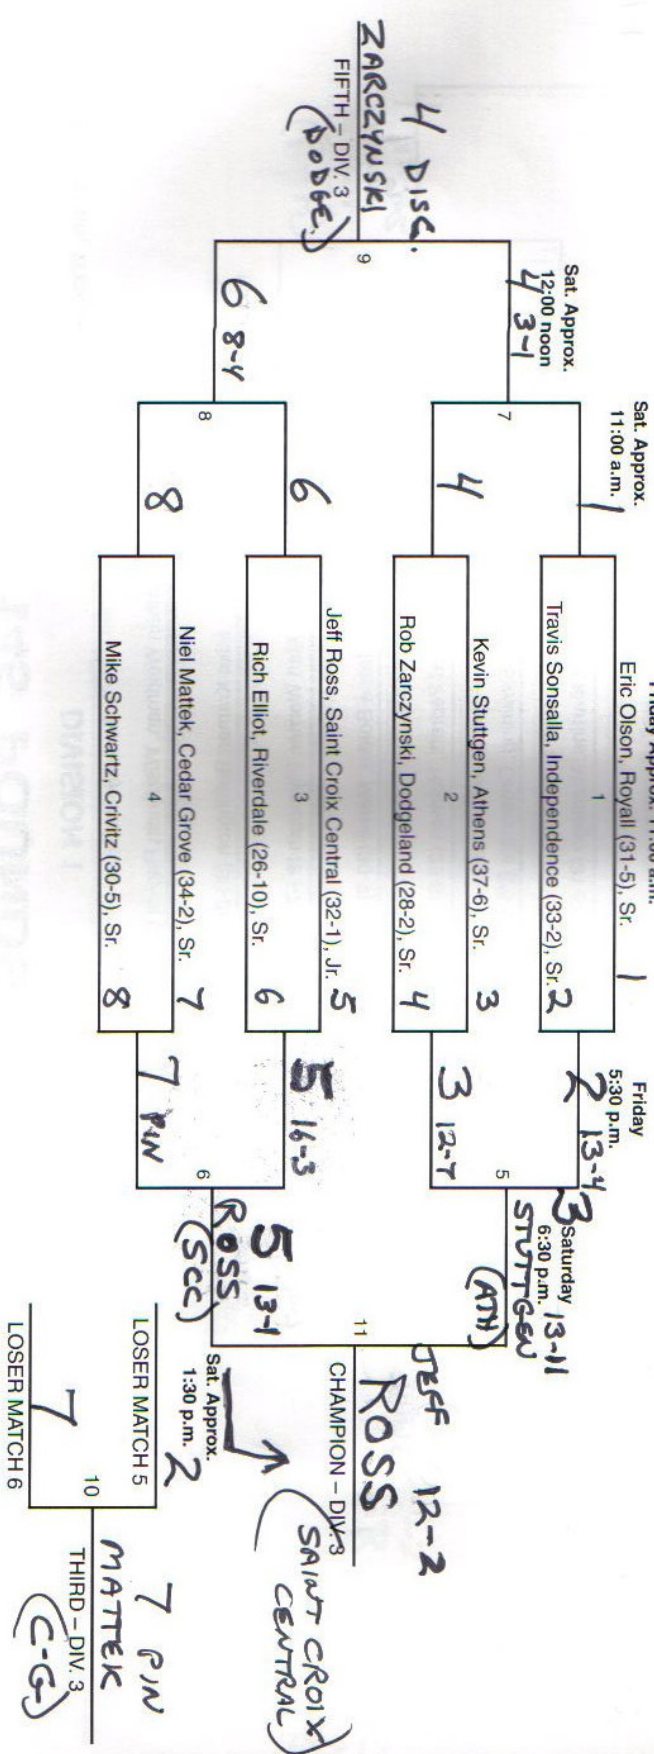 Friday Approx. 11:00 a.m.
Eric Olson, Royall (31-5), Sr. 1
1
Travis Sonsalla, Independence (33-2), Sr. 2
Kevin Stuttgen, Athens (37-6), Sr. 3
2
Rob Zarczynski, Dodgeland (28-2), Sr. 4
Jeff Ross, Saint Croix Central (32-1), Jr. 5
3
Rich Elliot, Riverdale (26-10), Sr. 6
Niel Mattek, Cedar Grove (34-2), Sr. 7
4
Mike Schwartz, Crivitz (30-5), Sr. 8
Friday
5:30 p.m.
2 13-4
5
3 12-7
5 16-3
6
7 PIN
Saturday
6:30 p.m.
3 13-11
STUTTGEN
(ATH)
11
5 13-1
ROSS
(SCC)
JEFF 12-2
ROSS
CHAMPION – DIV. 3
(SAINT CROIX
CENTRAL)
Sat. Approx.
1:30 p.m.
2
LOSER MATCH 5
10
7
LOSER MATCH 6
7 PIN
MATTEK
THIRD – DIV. 3
(C-G)
Sat. Approx.
11:00 a.m.
1
7
4
6
8
8
Sat. Approx.
12:00 noon
4 3-1
9
6 8-4
4 DISC.
ZARCZYNSKI
FIFTH – DIV. 3
(DODGE.)